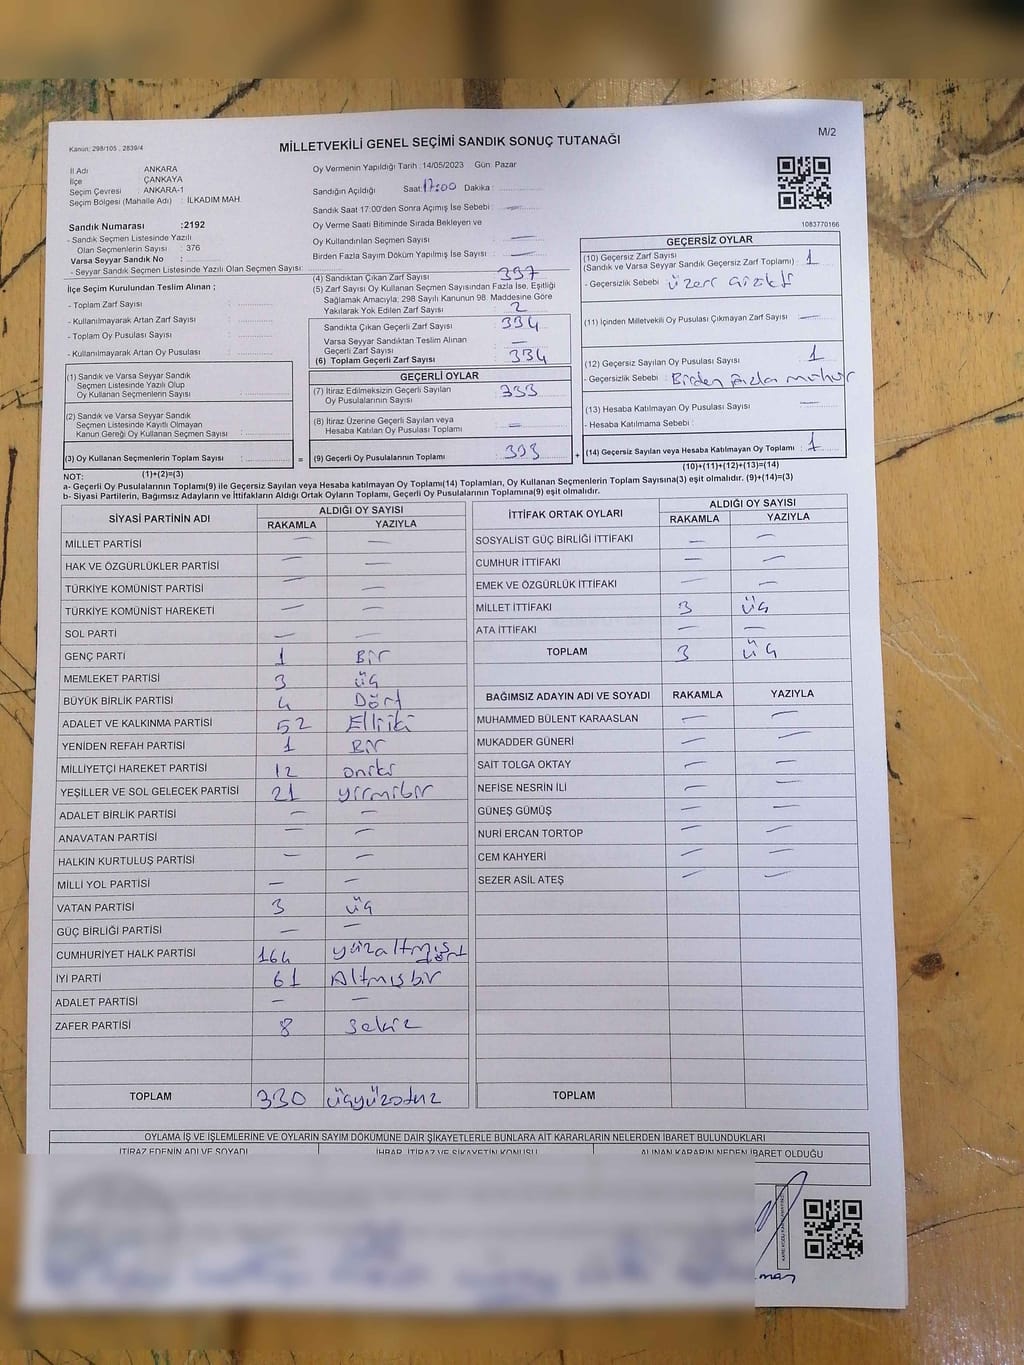 Kanun: 298/105 , 2839/4
MİLLETVEKİLİ GENEL SEÇİMİ SANDIK SONUÇ TUTANAĞI
M/2
İl Adı : ANKARA
İlçe : ÇANKAYA
Seçim Çevresi : ANKARA-1
Seçim Bölgesi (Mahalle Adı) : İLKADIM MAH.
Sandık Numarası :2192
- Sandık Seçmen Listesinde Yazılı
Olan Seçmenlerin Sayısı : 376
Varsa Seyyar Sandık No :
- Seyyar Sandık Seçmen Listesinde Yazılı Olan Seçmen Sayısı:
Oy Vermenin Yapıldığı Tarih :14/05/2023 Gün: Pazar
Sandığın Açıldığı Saat: 17:00 Dakika :
Sandık Saat 17:00'den Sonra Açılmış İse Sebebi : —
Oy Verme Saati Bitiminde Sırada Bekleyen ve
Oy Kullandırılan Seçmen Sayısı : —
Birden Fazla Sayım Döküm Yapılmış İse Sayısı : —
1083770166
İlçe Seçim Kurulundan Teslim Alınan ;
- Toplam Zarf Sayısı :
- Kullanılmayarak Artan Zarf Sayısı :
- Toplam Oy Pusulası Sayısı :
- Kullanılmayarak Artan Oy Pusulası :
(1) Sandık ve Varsa Seyyar Sandık
Seçmen Listesinde Yazılı Olup
Oy Kullanan Seçmenlerin Sayısı :
(2) Sandık ve Varsa Seyyar Sandık
Seçmen Listesinde Kayıtlı Olmayan
Kanun Gereği Oy Kullanan Seçmen Sayısı :
(3) Oy Kullanan Seçmenlerin Toplam Sayısı :
(1)+(2)=(3)
(4) Sandıktan Çıkan Zarf Sayısı : 337
(5) Zarf Sayısı Oy Kullanan Seçmen Sayısından Fazla İse, Eşitliği
Sağlamak Amacıyla; 298 Sayılı Kanunun 98. Maddesine Göre
Yakılarak Yok Edilen Zarf Sayısı : 2
Sandıkta Çıkan Geçerli Zarf Sayısı : 334
Varsa Seyyar Sandıktan Teslim Alınan
Geçerli Zarf Sayısı : —
(6) Toplam Geçerli Zarf Sayısı : 334
GEÇERLİ OYLAR
(7) İtiraz Edilmeksizin Geçerli Sayılan
Oy Pusulalarının Sayısı : 333
(8) İtiraz Üzerine Geçerli Sayılan veya
Hesaba Katılan Oy Pusulası Toplamı : —
= (9) Geçerli Oy Pusulalarının Toplamı : 333 +
GEÇERSİZ OYLAR
(10) Geçersiz Zarf Sayısı : 1
(Sandık ve Varsa Seyyar Sandık Geçersiz Zarf Toplamı)
- Geçersizlik Sebebi : üzeri çizikli
(11) İçinden Milletvekili Oy Pusulası Çıkmayan Zarf Sayısı : —
(12) Geçersiz Sayılan Oy Pusulası Sayısı : 1
- Geçersizlik Sebebi : Birden fazla mühür
(13) Hesaba Katılmayan Oy Pusulası Sayısı : —
- Hesaba Katılmama Sebebi :
(14) Geçersiz Sayılan veya Hesaba Katılmayan Oy Toplamı : 1
(10)+(11)+(12)+(13)=(14)
NOT:
a- Geçerli Oy Pusulalarının Toplamı(9) ile Geçersiz Sayılan veya Hesaba katılmayan Oy Toplamı(14) Toplamları, Oy Kullanan Seçmenlerin Toplam Sayısına(3) eşit olmalıdır. (9)+(14)=(3)
b- Siyasi Partilerin, Bağımsız Adayların ve İttifakların Aldığı Ortak Oyların Toplamı, Geçerli Oy Pusulalarının Toplamına(9) eşit olmalıdır.
SİYASİ PARTİNİN ADI ALDIĞI OY SAYISI
RAKAMLA YAZIYLA
MİLLET PARTİSİ — —
HAK VE ÖZGÜRLÜKLER PARTİSİ — —
TÜRKİYE KOMÜNİST PARTİSİ — —
TÜRKİYE KOMÜNİST HAREKETİ — —
SOL PARTİ — —
GENÇ PARTİ 1 Bir
MEMLEKET PARTİSİ 3 üç
BÜYÜK BİRLİK PARTİSİ 4 Dört
ADALET VE KALKINMA PARTİSİ 52 Elliiki
YENİDEN REFAH PARTİSİ 1 Bir
MİLLİYETÇİ HAREKET PARTİSİ 12 oniki
YEŞİLLER VE SOL GELECEK PARTİSİ 21 yirmibir
ADALET BİRLİK PARTİSİ — —
ANAVATAN PARTİSİ — —
HALKIN KURTULUŞ PARTİSİ — —
MİLLİ YOL PARTİSİ — —
VATAN PARTİSİ 3 üç
GÜÇ BİRLİĞİ PARTİSİ — —
CUMHURİYET HALK PARTİSİ 164 yüzaltmışdört
İYİ PARTİ 61 Altmışbir
ADALET PARTİSİ — —
ZAFER PARTİSİ 8 Sekiz
TOPLAM 330 üçyüzotuz
İTTİFAK ORTAK OYLARI ALDIĞI OY SAYISI
RAKAMLA YAZIYLA
SOSYALİST GÜÇ BİRLİĞİ İTTİFAKI — —
CUMHUR İTTİFAKI — —
EMEK VE ÖZGÜRLÜK İTTİFAKI — —
MİLLET İTTİFAKI 3 üç
ATA İTTİFAKI — —
TOPLAM 3 üç
BAĞIMSIZ ADAYIN ADI VE SOYADI RAKAMLA YAZIYLA
MUHAMMED BÜLENT KARAASLAN — —
MUKADDER GÜNERİ — —
SAİT TOLGA OKTAY — —
NEFİSE NESRİN İLİ — —
GÜNEŞ GÜMÜŞ — —
NURİ ERCAN TORTOP — —
CEM KAHYERİ — —
SEZER ASİL ATEŞ — —
TOPLAM
OYLAMA İŞ VE İŞLEMLERİNE VE OYLARIN SAYIM DÖKÜMÜNE DAİR ŞİKAYETLERLE BUNLARA AİT KARARLARIN NELERDEN İBARET BULUNDUKLARI
İTİRAZ EDENİN ADI VE SOYADI İHBAR, İTİRAZ VE ŞİKAYETİN KONUSU ALINAN KARARIN NEDEN İBARET OLDUĞU